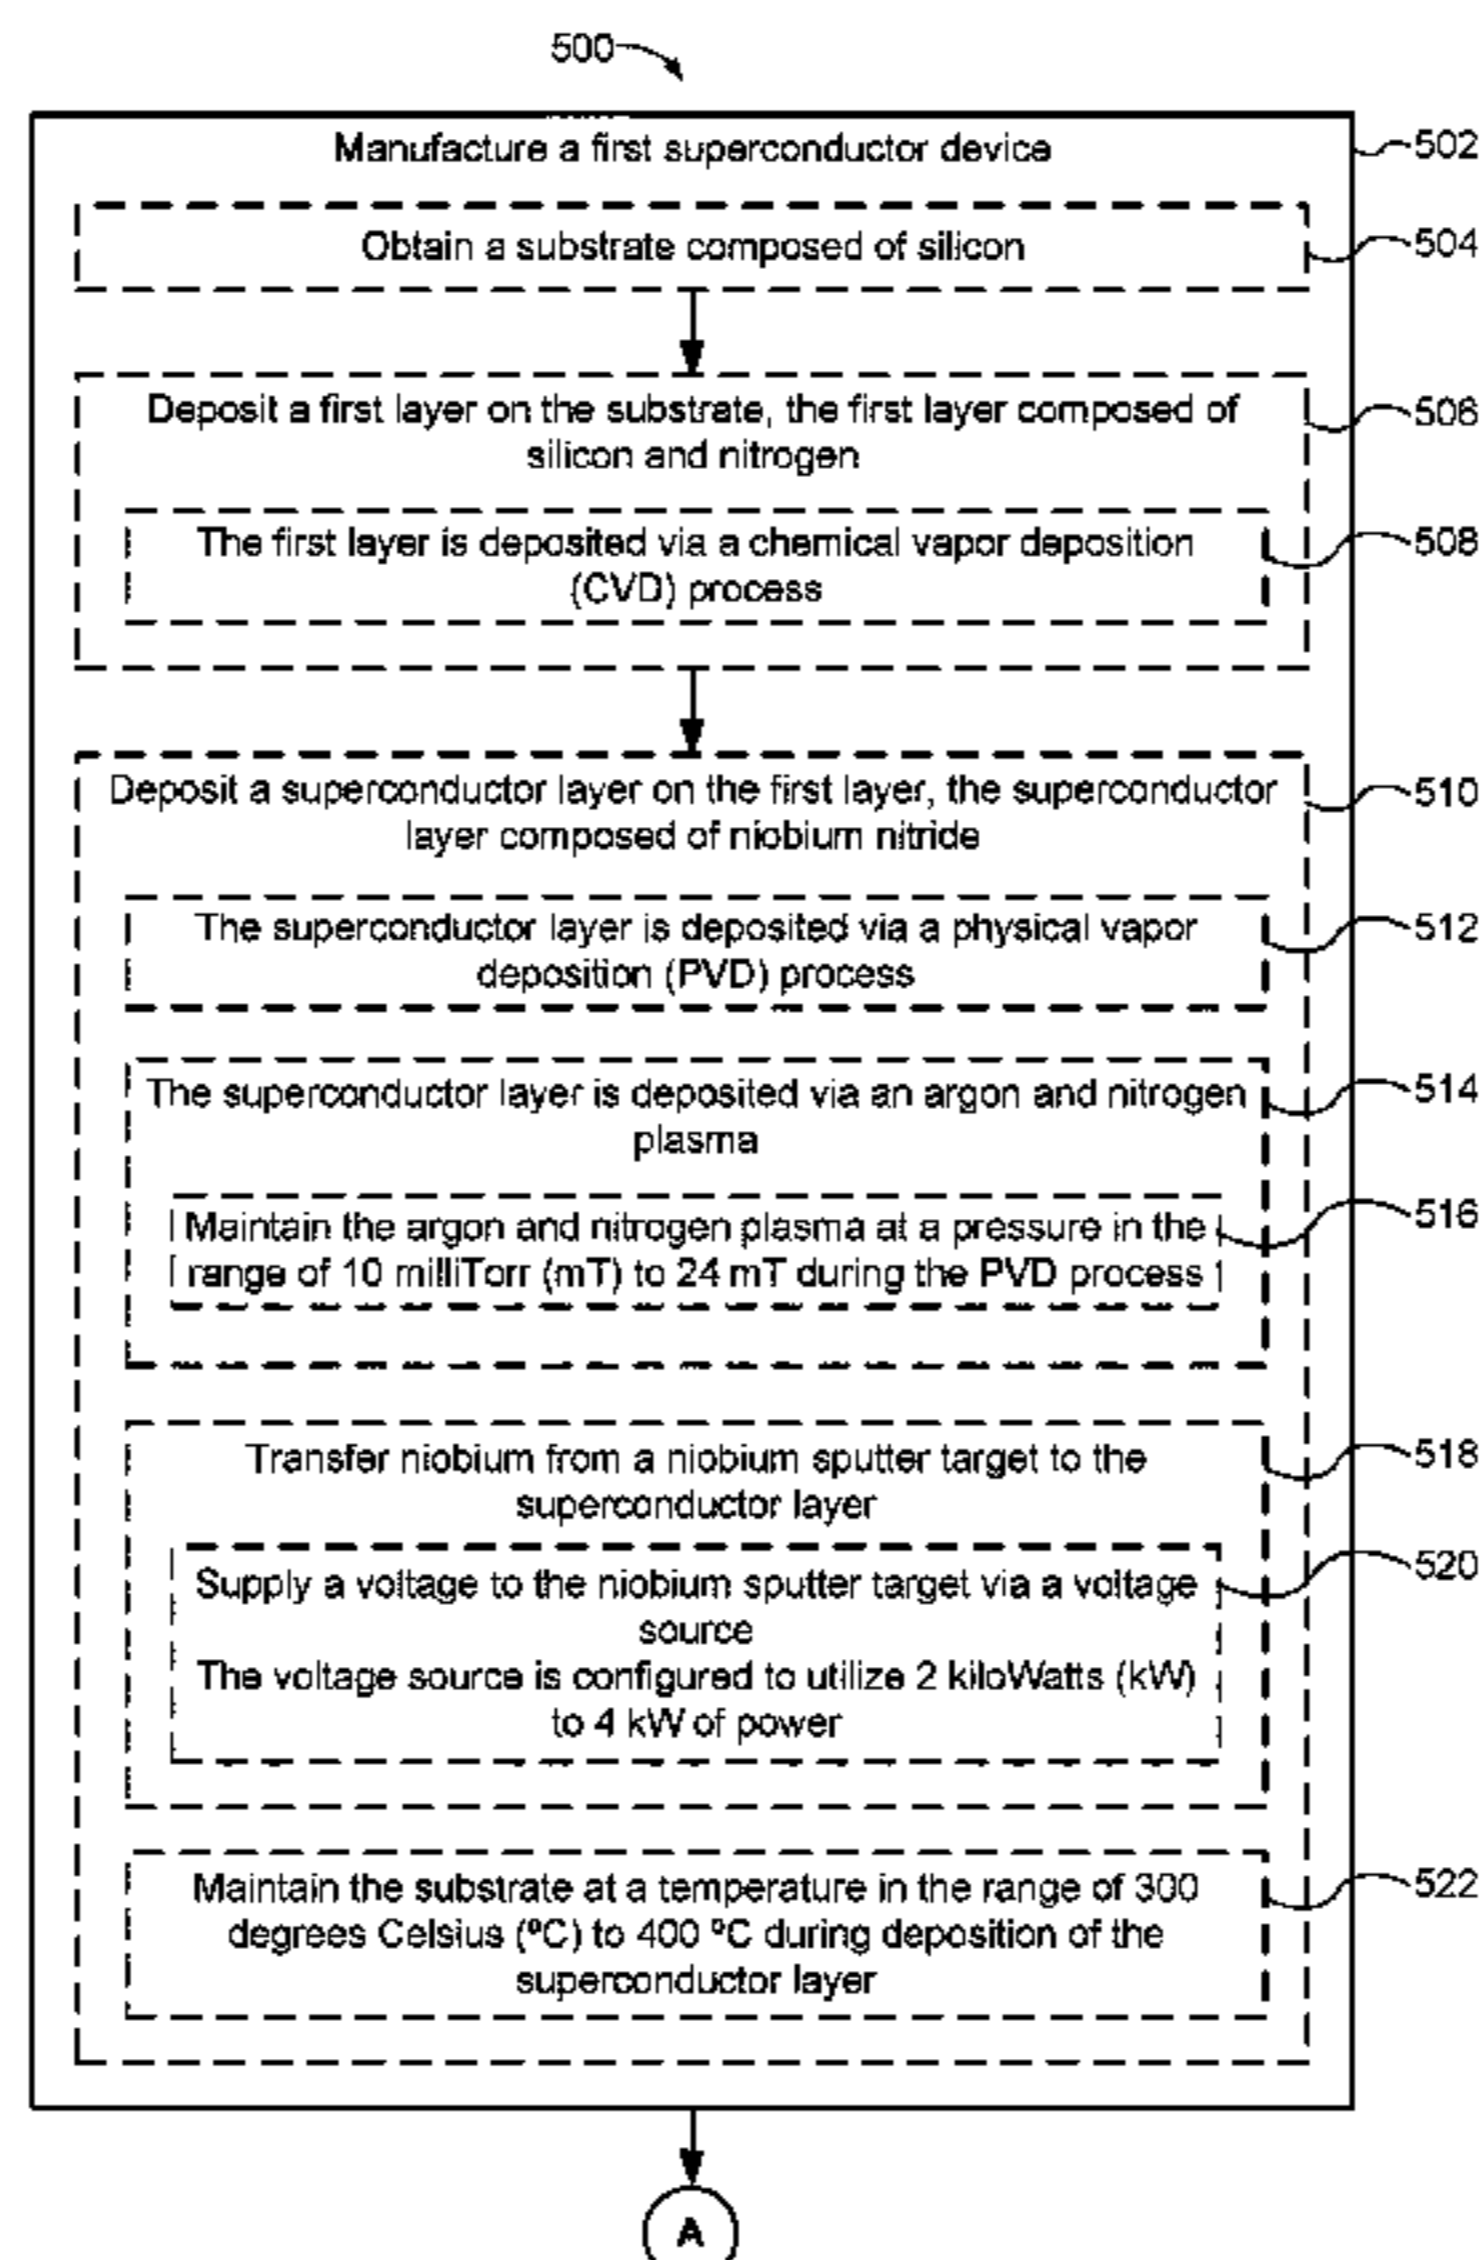 500
Manufacture a first superconductor device
502
Obtain a substrate composed of silicon
504
Deposit a first layer on the substrate, the first layer composed of
silicon and nitrogen
506
The first layer is deposited via a chemical vapor deposition
(CVD) process
508
Deposit a superconductor layer on the first layer, the superconductor
layer composed of niobium nitride
510
The superconductor layer is deposited via a physical vapor
deposition (PVD) process
512
The superconductor layer is deposited via an argon and nitrogen
plasma
514
Maintain the argon and nitrogen plasma at a pressure in the
range of 10 milliTorr (mT) to 24 mT during the PVD process
516
Transfer niobium from a niobium sputter target to the
superconductor layer
518
Supply a voltage to the niobium sputter target via a voltage
source
The voltage source is configured to utilize 2 kiloWatts (kW)
to 4 kW of power
520
Maintain the substrate at a temperature in the range of 300
degrees Celsius (ºC) to 400 ºC during deposition of the
superconductor layer
522
A